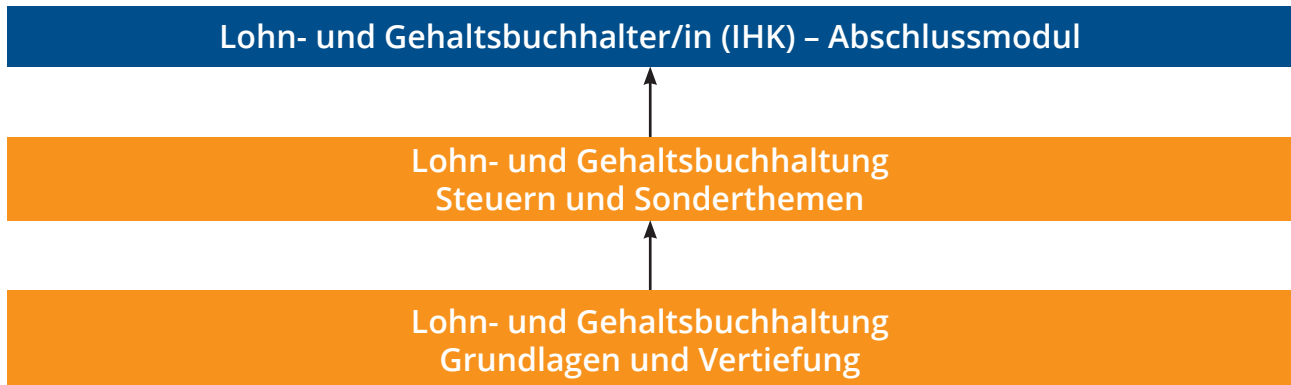 Lohn- und Gehaltsbuchhalter/in (IHK) – Abschlussmodul
Lohn- und Gehaltsbuchhaltung
Steuern und Sonderthemen
Lohn- und Gehaltsbuchhaltung
Grundlagen und Vertiefung